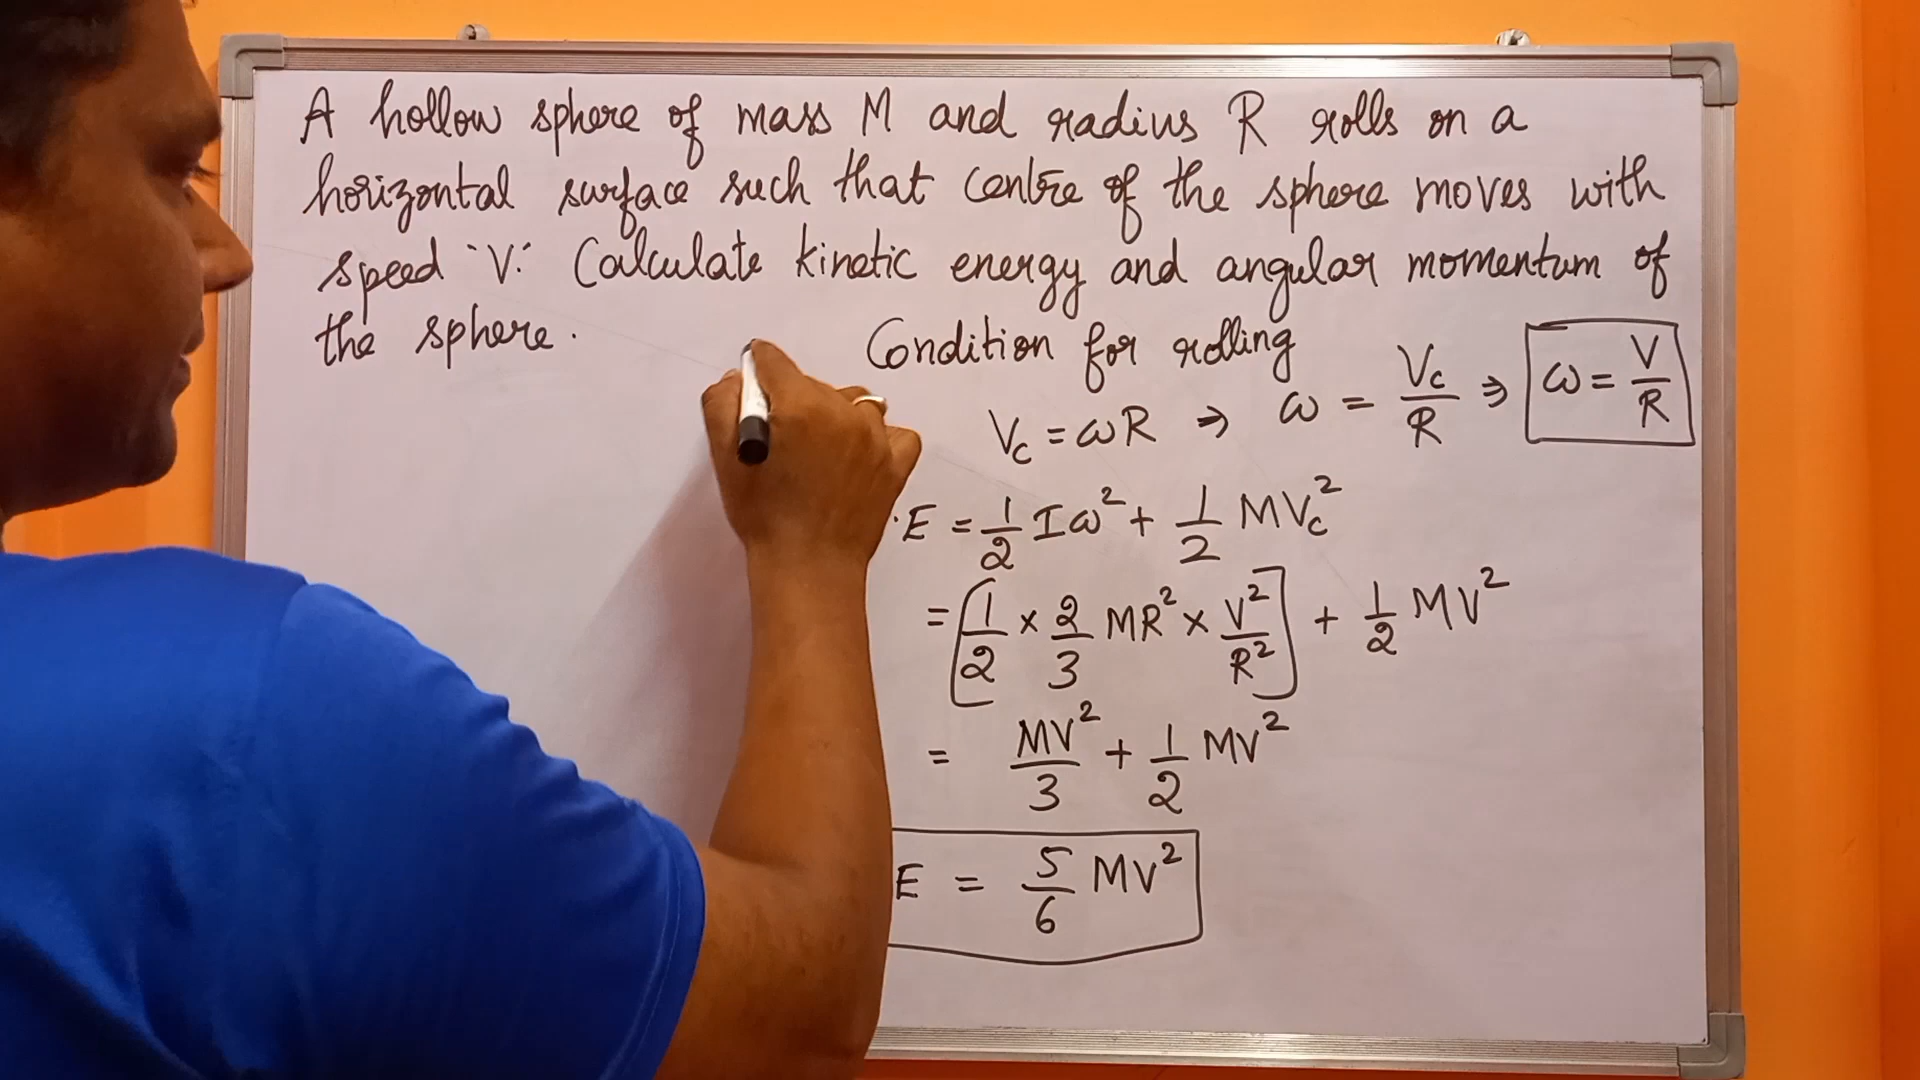 A hollow sphere of mass M and radius R rolls on a
horizontal surface such that centre of the sphere moves with
speed 'V'. Calculate kinetic energy and angular momentum of
the sphere.
Condition for rolling
Vc = ωR ⇒ ω = Vc/R ⇒ ω = V/R
.E = 1/2 Iω² + 1/2 MVc²
= [1/2 × 2/3 MR² × V²/R²] + 1/2 MV²
= MV²/3 + 1/2 MV²
E = 5/6 MV²